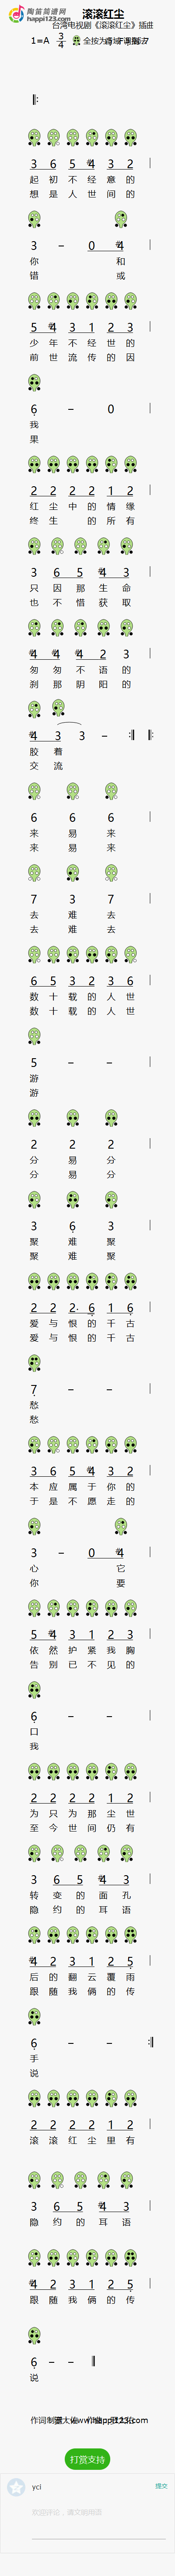 陶笛简谱网
happi123.com
滚滚红尘
台湾电视剧《滚滚红尘》插曲
1=A 3/4 全按为
3 6 5 4 3 2
起 初 不 经 意 的
想 是 人 世 间 的
3 － 0 4
你 和
错 或
5 4 3 1 2 3
少 年 世 不 经 世 的
前 世 流 传 的 因
6 － 0
我
果
2 2 2 2 1 2
红 尘 中 的 情 缘
终 生 的 所 有
3 6 5 4 3
只 因 那 生 命
也 不 惜 获 取
4 4 4 2 3
匆 匆 不 语 的
刹 那 阴 阳 的
4 3 3 －
胶 着
交 流
6 6 6
来 易 来
来 易 来
7 3 7
去 难 去
去 难 去
6 5 3 2 3 6
数 十 载 的 人 世
数 十 载 的 人 世
5 － －
游
游
2 2 2
分 易 分
分 易 分
3 6 3
聚 难 聚
聚 难 聚
2 2 2· 6 1 6
爱 与 恨 的 千 古
爱 与 恨 的 千 古
7 － －
愁
愁
3 6 5 4 3 2
本 应 属 于 你 的
于 是 不 愿 走 的
3 － 0 4
心 它
你 要
5 4 3 1 2 3
依 然 护 紧 我 胸
告 别 已 不 见 的
6 － －
口
我
2 2 2 2 1 2
为 只 为 那 尘 世
至 今 世 间 仍 有
3 6 5 4 3
转 变 的 面 孔
隐 约 的 耳 语
4 2 3 1 2 5
后 的 翻 云 覆 雨
跟 随 我 俩 的 传
6 － －
手
说
2 2 2 2 1 2
滚 滚 红 尘 里 有
3 6 5 4 3
隐 约 的 耳 语
4 2 3 1 2 5
跟 随 我 俩 的 传
6 － －
说
打赏支持
ycl
提交
欢迎评论，请文明用语